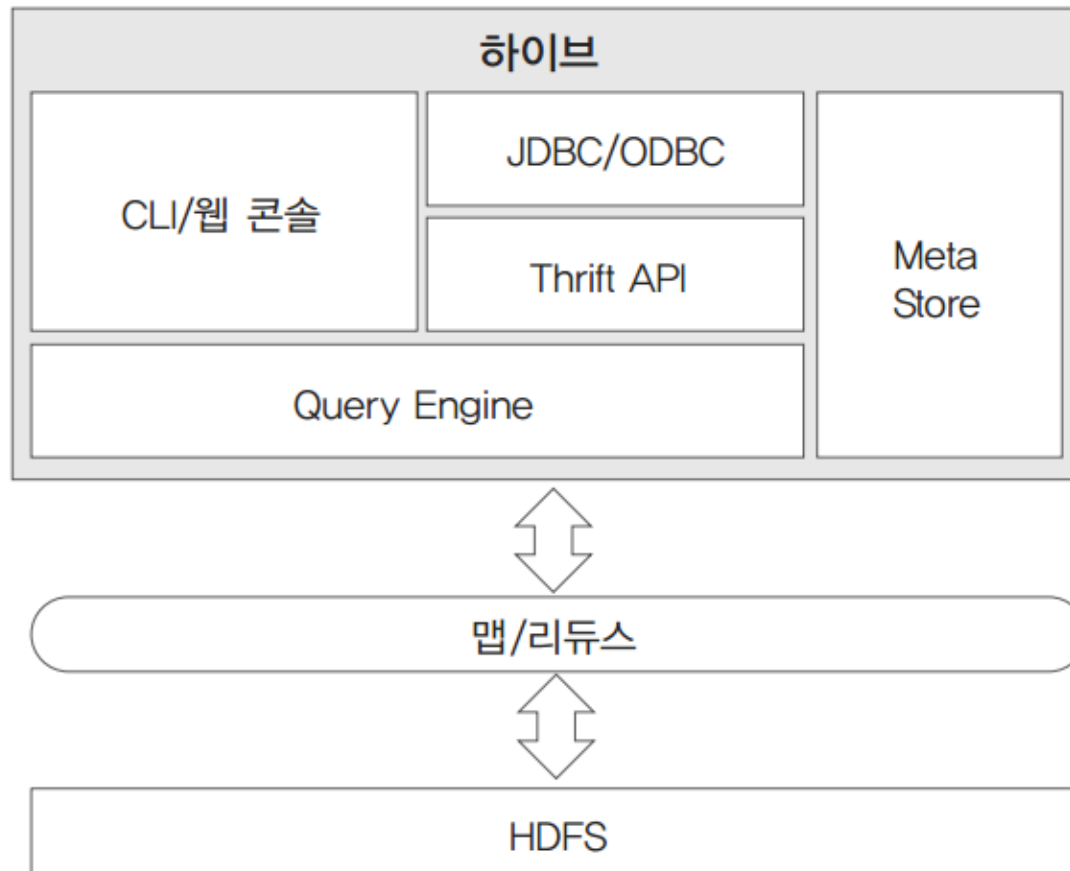 하이브
CLI/웹 콘솔
JDBC/ODBC
Thrift API
Meta
Store
Query Engine
맵/리듀스
HDFS